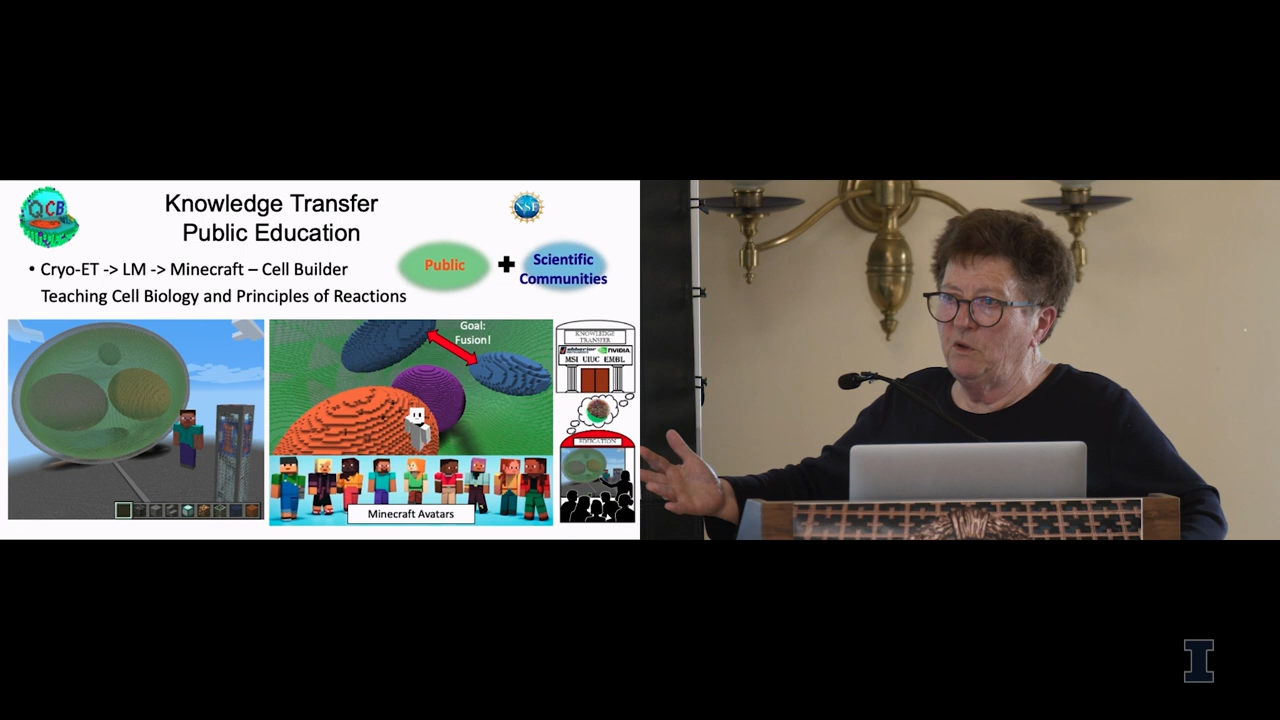 QCB
Knowledge Transfer
Public Education
NSF
• Cryo-ET -> LM -> Minecraft – Cell Builder
Teaching Cell Biology and Principles of Reactions
Public
+
Scientific
Communities
Goal:
Fusion!
Minecraft Avatars
KNOWLEDGE
TRANSFER
NVIDIA
MSI UIUC EMBL
EDUCATION
I